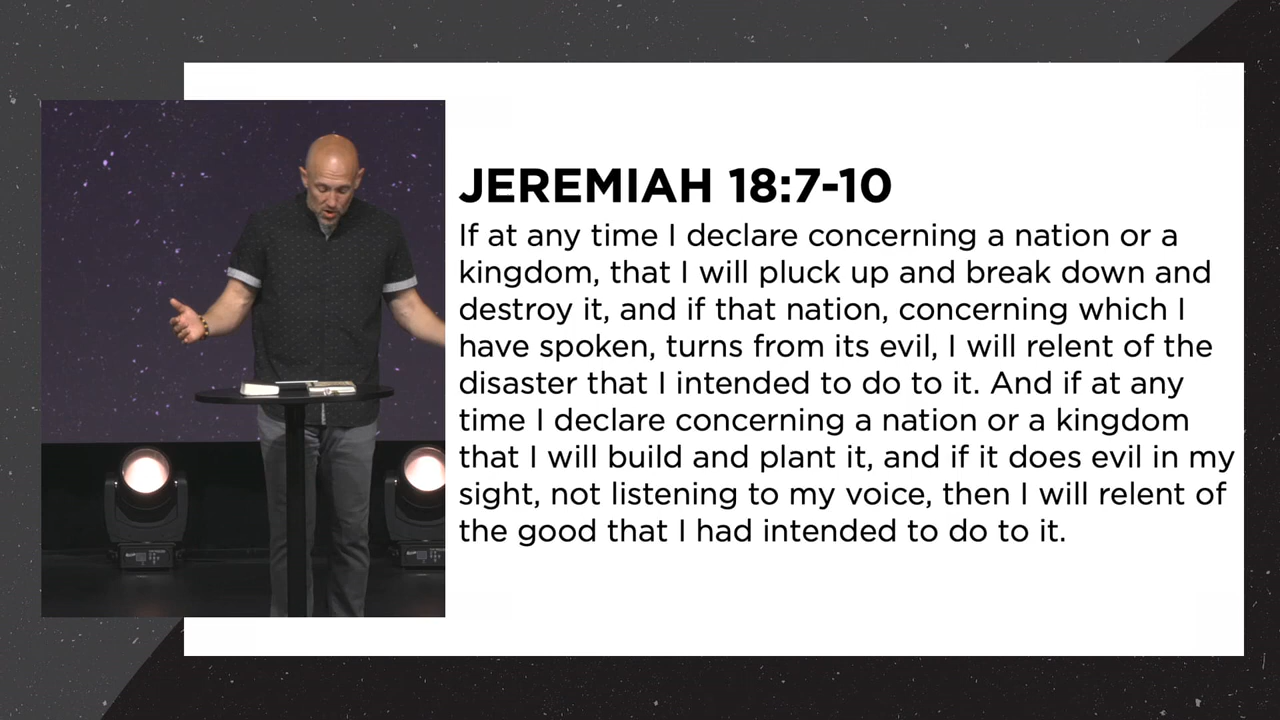 JEREMIAH 18:7-10
If at any time I declare concerning a nation or a
kingdom, that I will pluck up and break down and
destroy it, and if that nation, concerning which I
have spoken, turns from its evil, I will relent of the
disaster that I intended to do to it. And if at any
time I declare concerning a nation or a kingdom
that I will build and plant it, and if it does evil in my
sight, not listening to my voice, then I will relent of
the good that I had intended to do to it.